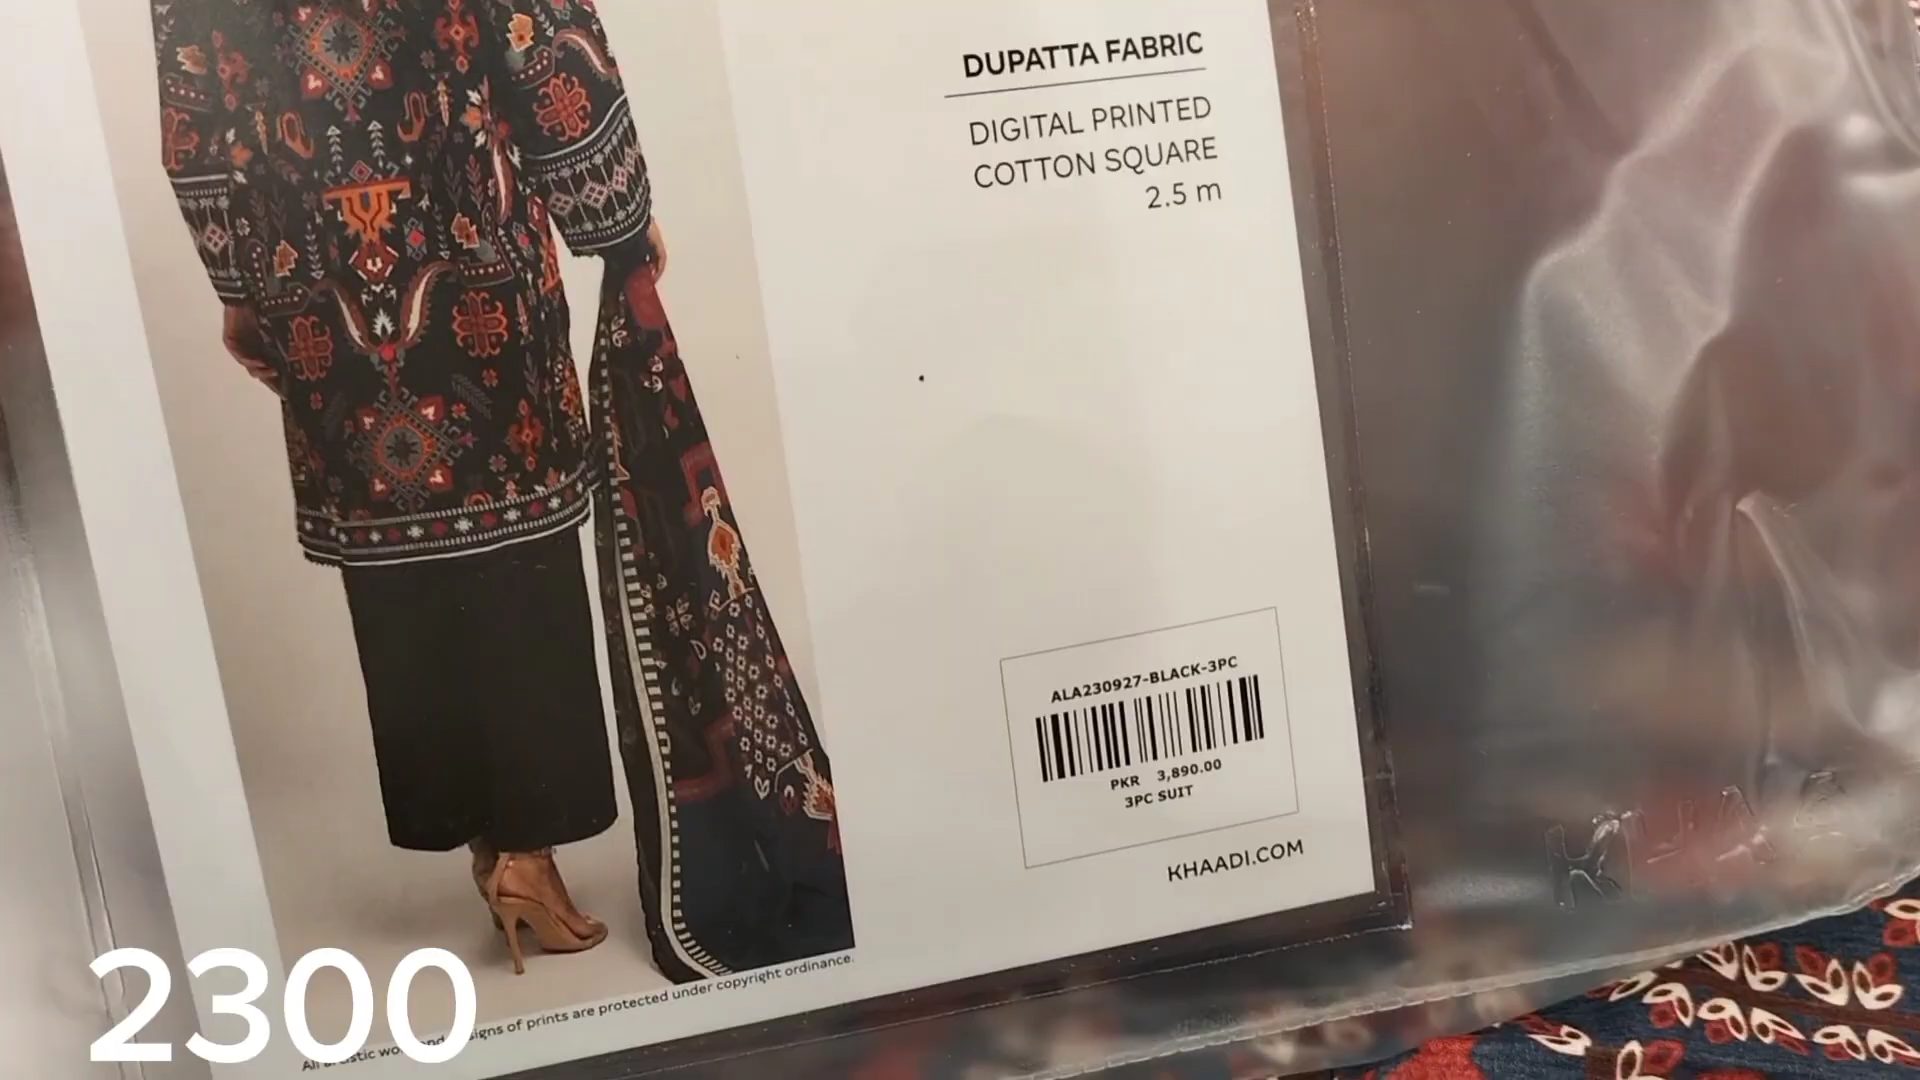 DUPATTA FABRIC
DIGITAL PRINTED
COTTON SQUARE
2.5 m
ALA230927-BLACK-3PC
PKR 3,890.00
3PC SUIT
KHAADI.COM
2300
signs of prints are protected under copyright ordinance.
KHAA